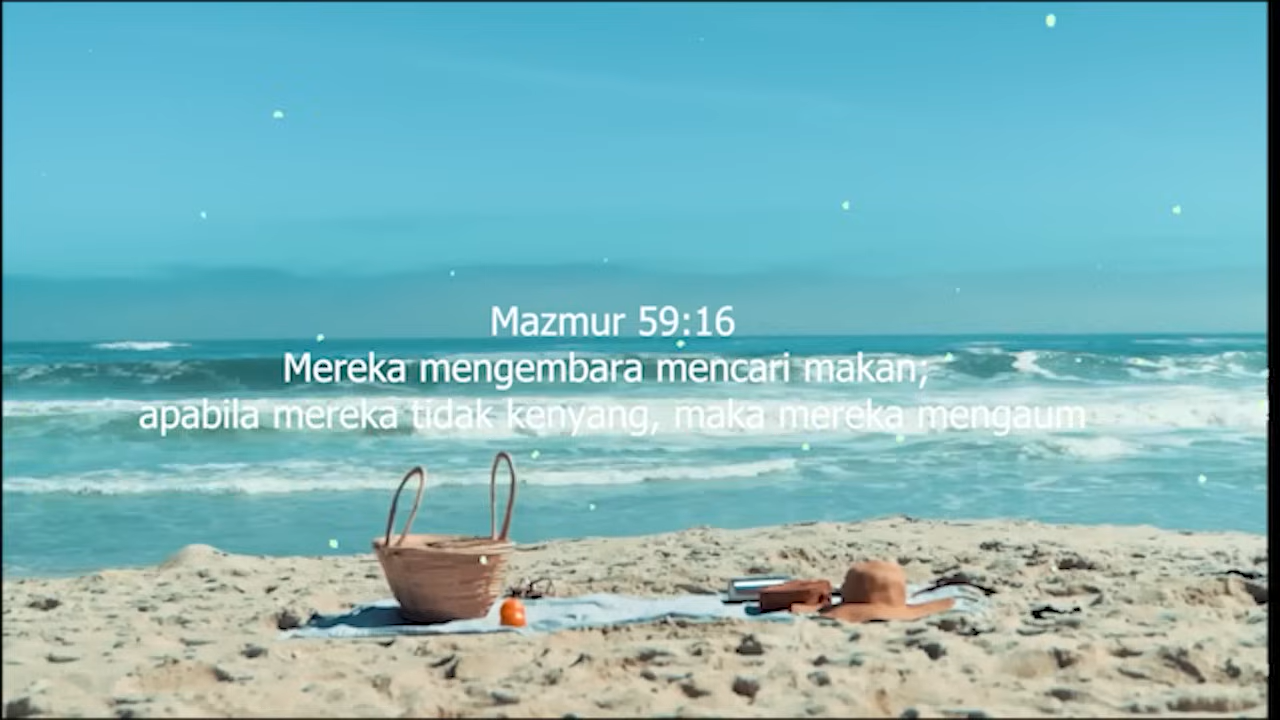 Mazmur 59:16
Mereka mengembara mencari makan;
apabila mereka tidak kenyang, maka mereka mengaum